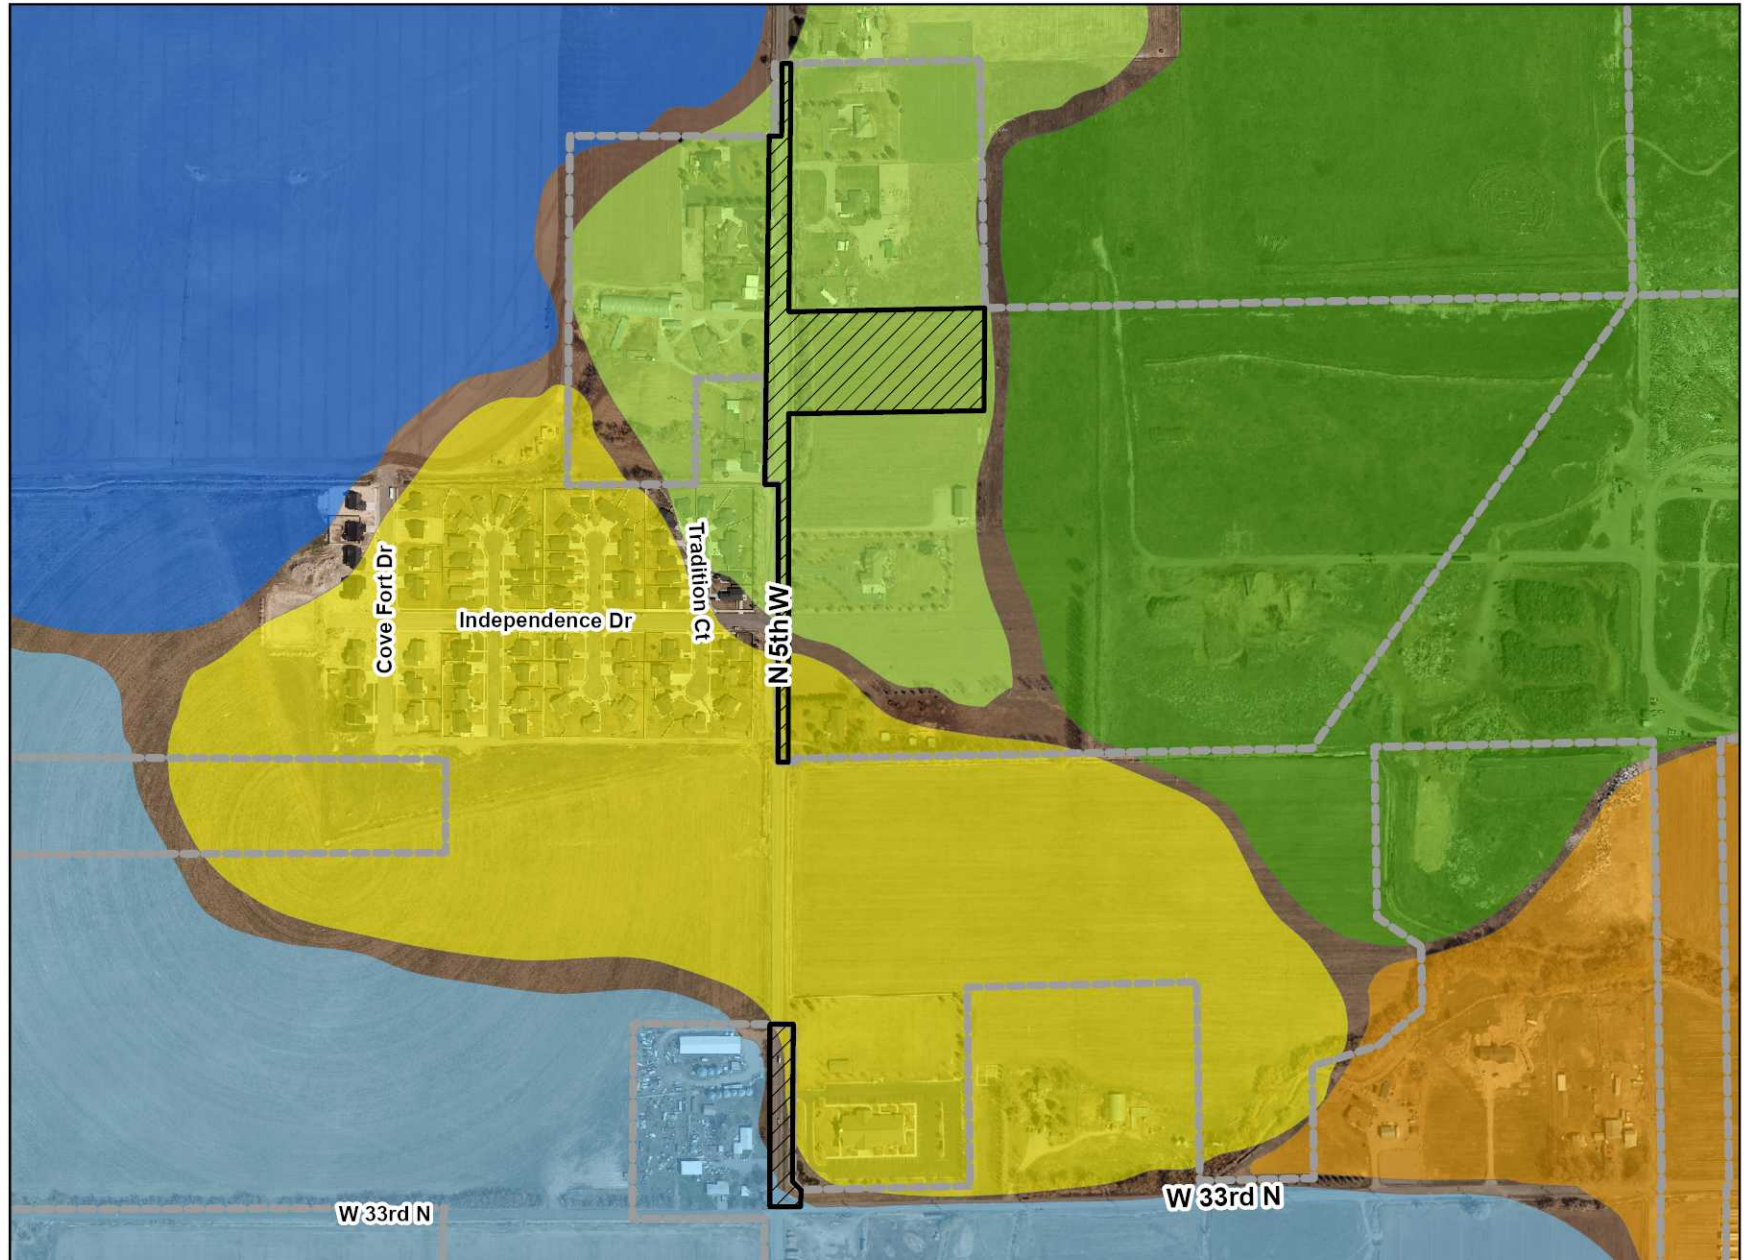 Cove Fort Dr
Independence Dr
Tradition Ct
N 5th W
W 33rd N
W 33rd N